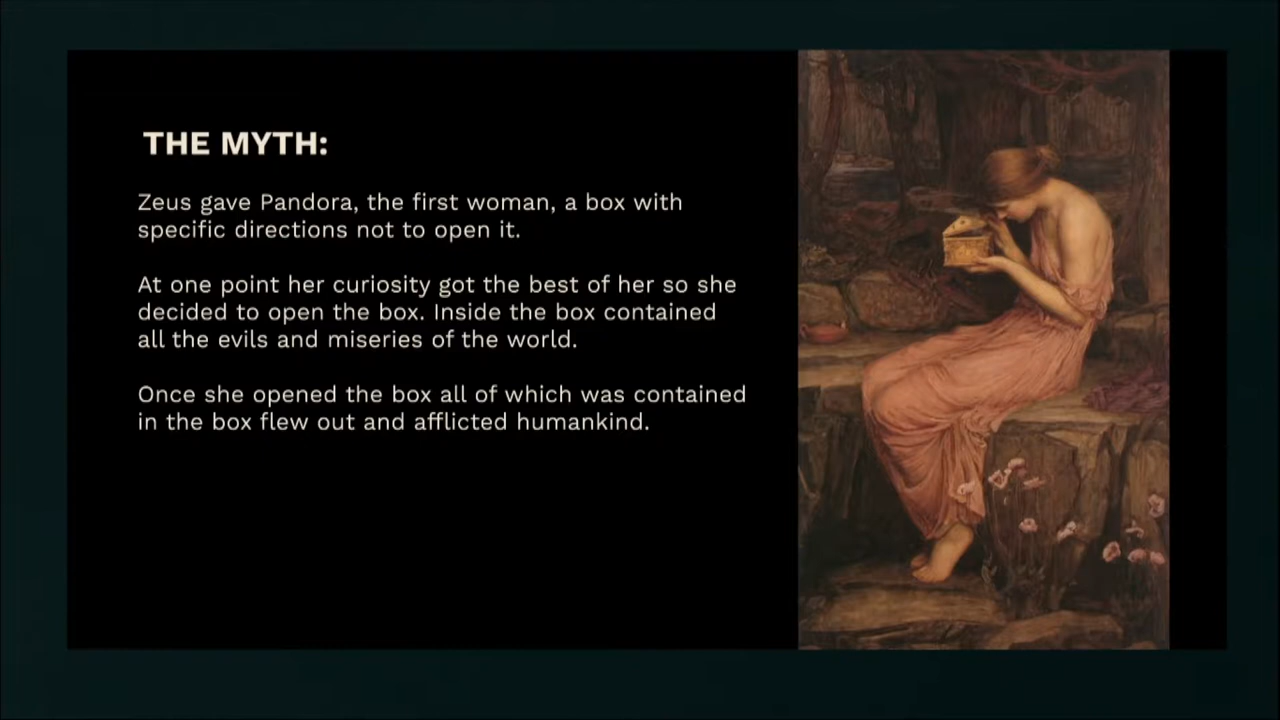 THE MYTH:
Zeus gave Pandora, the first woman, a box with
specific directions not to open it.
At one point her curiosity got the best of her so she
decided to open the box. Inside the box contained
all the evils and miseries of the world.
Once she opened the box all of which was contained
in the box flew out and afflicted humankind.